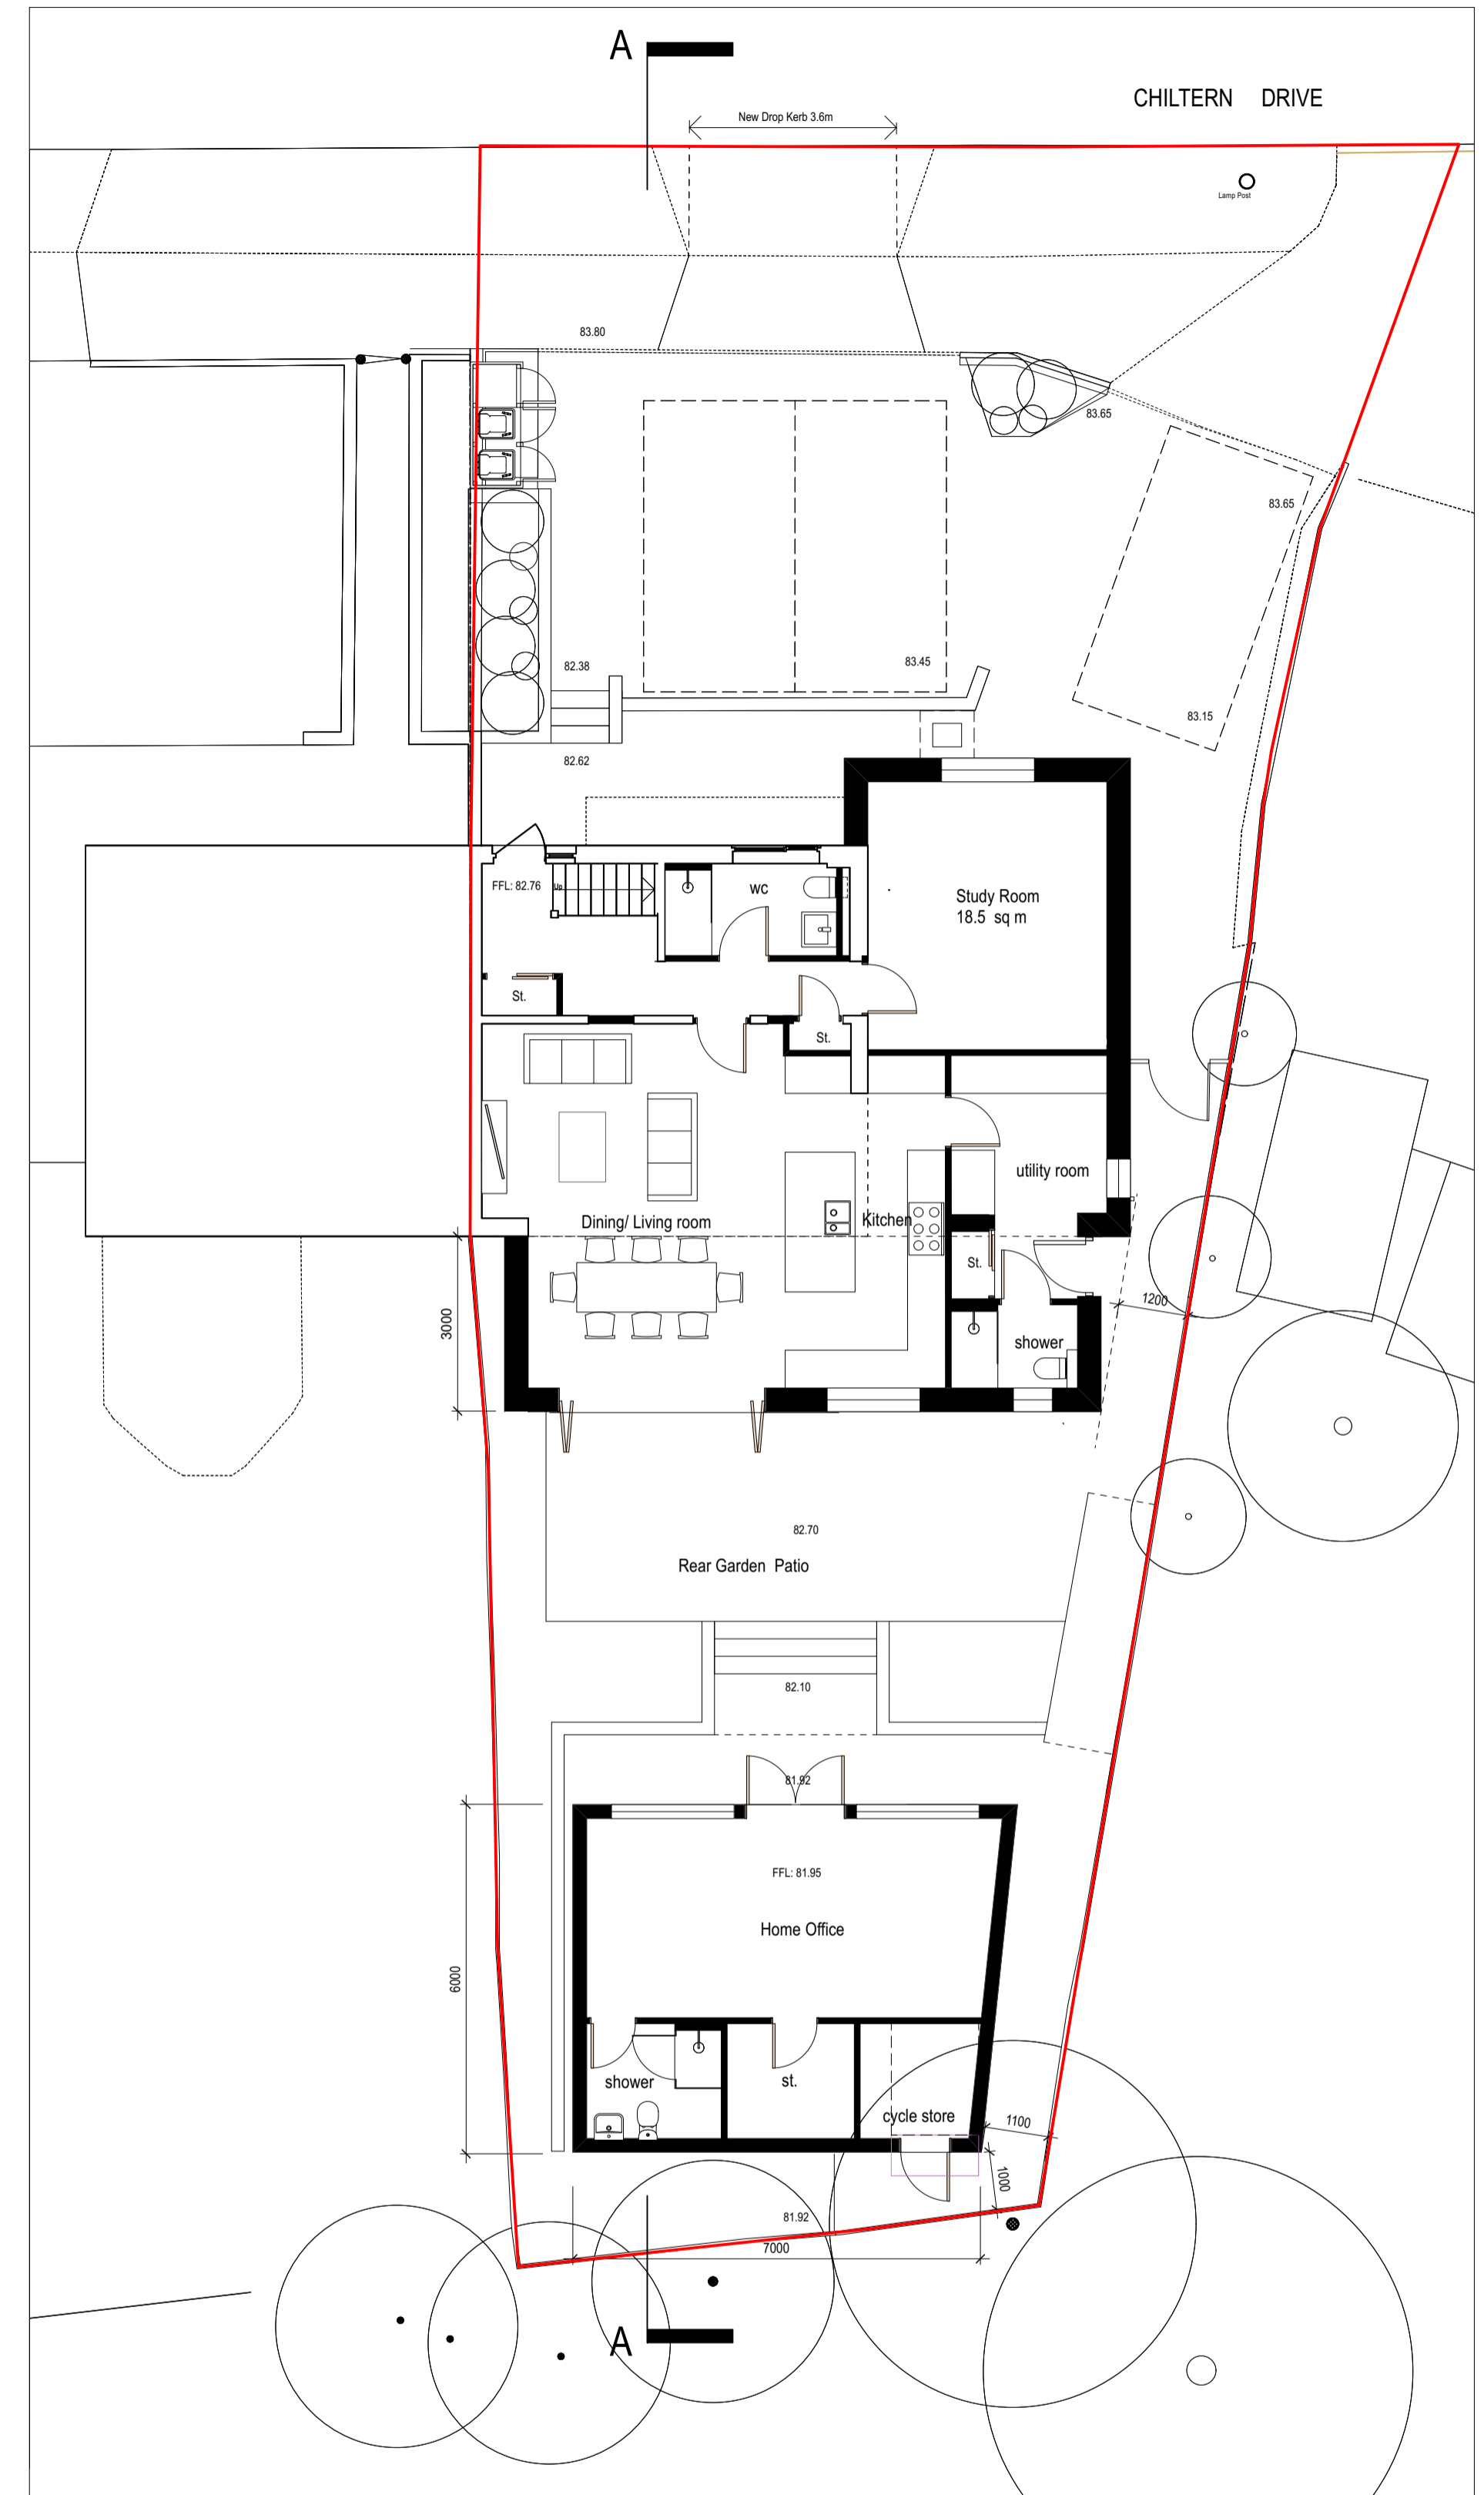 A
CHILTERN DRIVE
New Drop Kerb 3.6m
Lamp Post
83.80
83.65
83.65
82.38
83.45
83.15
82.62
FFL: 82.76
Up
wc
Study Room
18.5 sq m
St.
St.
utility room
Dining/ Living room
Kitchen
St.
1200
3000
shower
82.70
Rear Garden Patio
82.10
81.92
FFL: 81.95
Home Office
6000
shower
st.
cycle store
1100
1000
81.92
7000
A